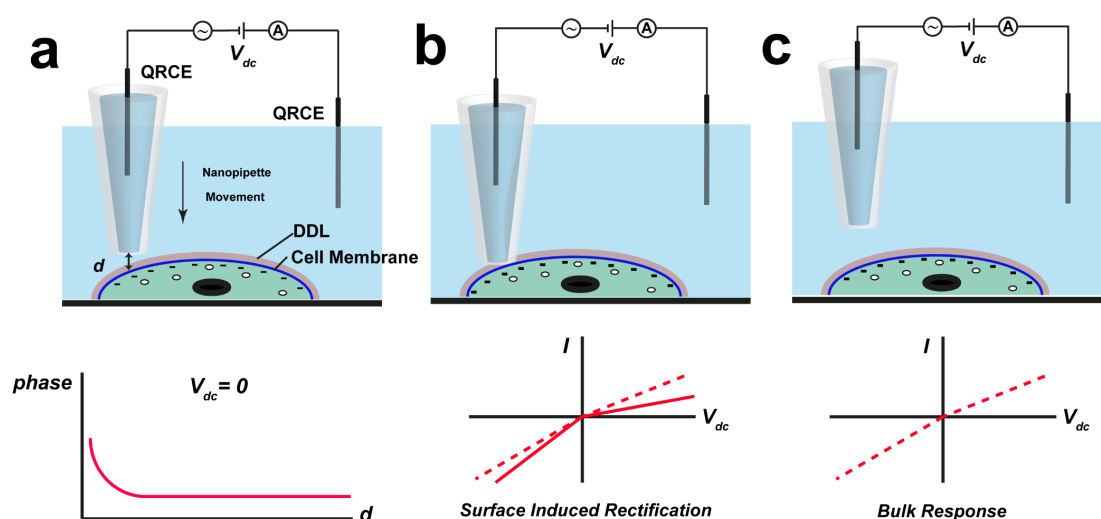 a
~
A
V_dc
QRCE
QRCE
Nanopipette
Movement
DDL
d
Cell Membrane
phase
V_dc = 0
d
b
~
A
V_dc
I
V_dc
Surface Induced Rectification
c
~
A
V_dc
I
V_dc
Bulk Response